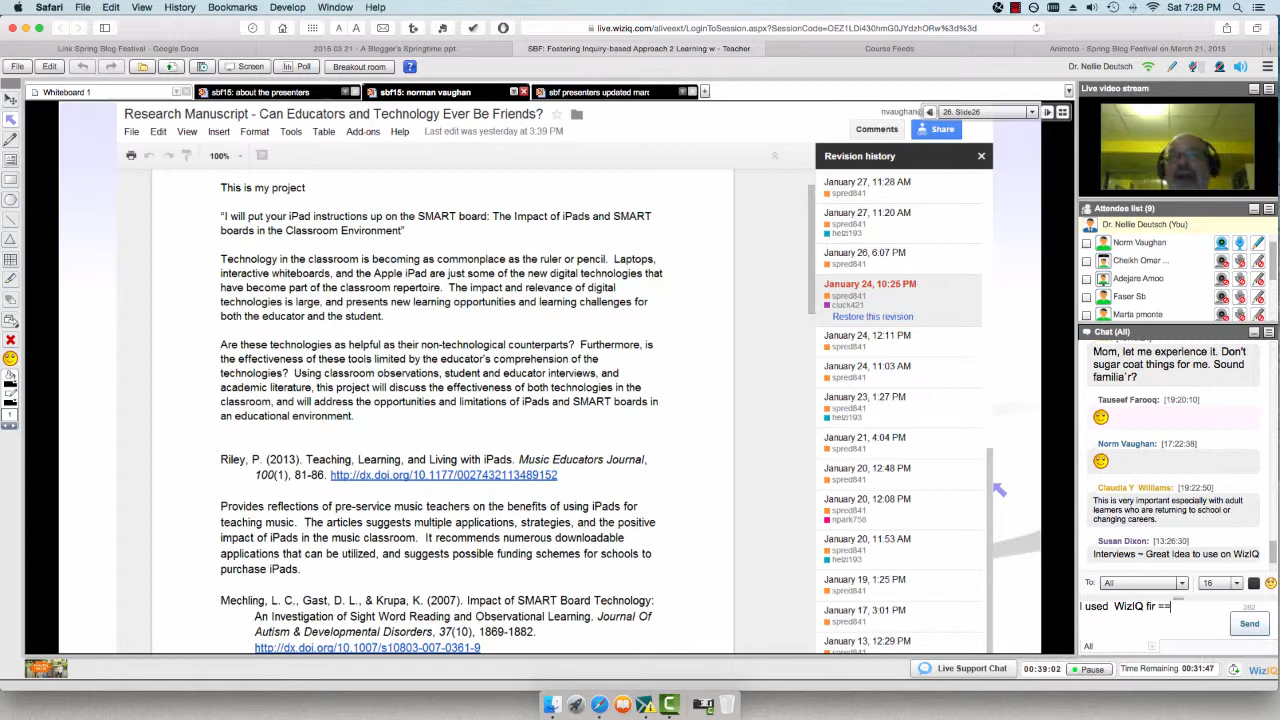 Safari File Edit View History Bookmarks Develop Window Help
Sat 7:28 PM
live.wiziq.com/aliveext/LoginToSession.aspx?SessionCode=OEZ1LDi430hmG0JYdzhORw%3d%3d
Link Spring Blog Festival - Google Docs
2015 03 21 - A Blogger's Springtime ppt.
SBF: Fostering Inquiry-based Approach 2 Learning w - Teacher
Course Feeds
Animoto - Spring Blog Festival on March 21, 2015
File Edit Screen Poll Breakout room ?
Dr. Nellie Deutsch
Whiteboard 1
sbf15: about the presenters
sbf15: norman vaughan
sbf presenters updated marc
Live video stream
Research Manuscript - Can Educators and Technology Ever Be Friends?
nvaughan@
26. Slide26
File Edit View Insert Format Tools Table Add-ons Help Last edit was yesterday at 3:39 PM
Comments Share
100%
Revision history
This is my project
“I will put your iPad instructions up on the SMART board: The Impact of iPads and SMART
boards in the Classroom Environment”
Technology in the classroom is becoming as commonplace as the ruler or pencil. Laptops,
interactive whiteboards, and the Apple iPad are just some of the new digital technologies that
have become part of the classroom repertoire. The impact and relevance of digital
technologies is large, and presents new learning opportunities and learning challenges for
both the educator and the student.
Are these technologies as helpful as their non-technological counterparts? Furthermore, is
the effectiveness of these tools limited by the educator's comprehension of the
technologies? Using classroom observations, student and educator interviews, and
academic literature, this project will discuss the effectiveness of both technologies in the
classroom, and will address the opportunities and limitations of iPads and SMART boards in
an educational environment.
Riley, P. (2013). Teaching, Learning, and Living with iPads. Music Educators Journal,
100(1), 81-86. http://dx.doi.org/10.1177/0027432113489152
Provides reflections of pre-service music teachers on the benefits of using iPads for
teaching music. The articles suggests multiple applications, strategies, and the positive
impact of iPads in the music classroom. It recommends numerous downloadable
applications that can be utilized, and suggests possible funding schemes for schools to
purchase iPads.
Mechling, L. C., Gast, D. L., & Krupa, K. (2007). Impact of SMART Board Technology:
An Investigation of Sight Word Reading and Observational Learning. Journal Of
Autism & Developmental Disorders, 37(10), 1869-1882.
http://dx.doi.org/10.1007/s10803-007-0361-9
January 27, 11:28 AM
spred841
January 27, 11:20 AM
spred841
helzi193
January 26, 6:07 PM
spred841
January 24, 10:25 PM
spred841
cluck421
Restore this revision
January 24, 12:11 PM
spred841
January 24, 11:03 AM
spred841
January 23, 1:27 PM
spred841
helzi193
January 21, 4:04 PM
spred841
January 20, 12:48 PM
spred841
January 20, 12:08 PM
spred841
npark758
January 20, 11:53 AM
spred841
helzi193
January 19, 1:25 PM
spred841
January 17, 3:01 PM
spred841
January 13, 12:29 PM
spred841
Attendee list (9)
Dr. Nellie Deutsch (You)
Norm Vaughan
Cheikh Omar ...
Adejare Amoo
Faser Sb
Marta pmonte
Chat (All)
Mom, let me experience it. Don't
sugar coat things for me. Sound
familia`r?
Tauseef Farooq: [19:20:10]
Norm Vaughan: [17:22:38]
Claudia Y Williams: [19:22:50]
This is very important especially with adult
learners who are returning to school or
changing careers.
Susan Dixon: [13:26:30]
Interviews ~ Great Idea to use on WizIQ
To: All 16
I used WizIQ fir ==
282
Send
All
1
Live Support Chat
00:39:02 Pause
Time Remaining 00:31:47
WizIQ